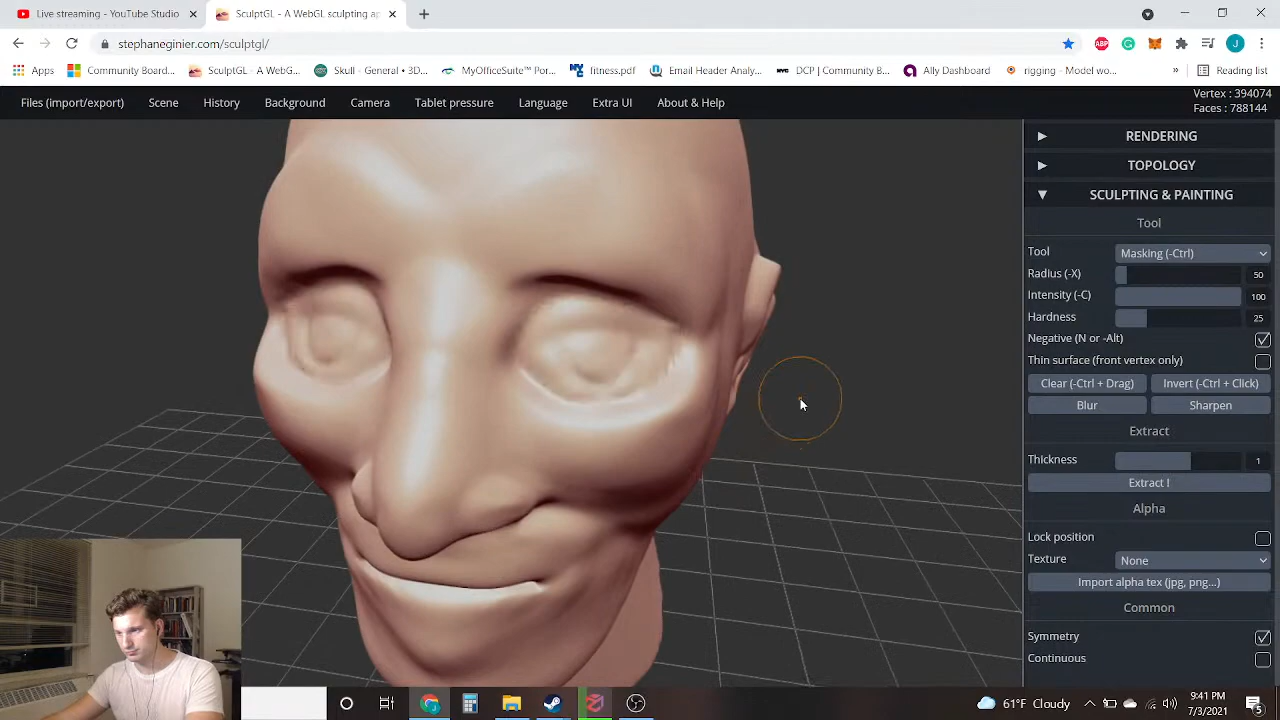 Live streaming - YouTube Studio
SculptGL - A WebGL sculpting ap
stephaneginier.com/sculptgl/
Apps
Community Board...
SculptGL - A WebG...
Skull - General • 3D...
MyOfficeSuite™ Por...
fitness.pdf
Email Header Analy...
DCP | Community B...
Ally Dashboard
rigging - Model wo...
»
Reading list
Files (import/export)
Scene
History
Background
Camera
Tablet pressure
Language
Extra UI
About & Help
Vertex : 394074
Faces : 788144
RENDERING
TOPOLOGY
SCULPTING & PAINTING
Tool
Tool
Masking (-Ctrl)
Radius (-X)
50
Intensity (-C)
100
Hardness
25
Negative (N or -Alt)
Thin surface (front vertex only)
Clear (-Ctrl + Drag)
Invert (-Ctrl + Click)
Blur
Sharpen
Extract
Thickness
1
Extract !
Alpha
Lock position
Texture
None
Import alpha tex (jpg, png...)
Common
Symmetry
Continuous
61°F Cloudy
9:41 PM
7/3/2021